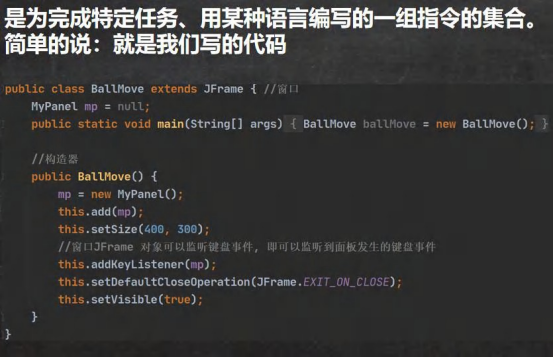 是为完成特定任务、用某种语言编写的一组指令的集合。
简单的说：就是我们写的代码
public class BallMove extends JFrame { //窗口
    MyPanel mp = null;
    public static void main(String[] args) { BallMove ballMove = new BallMove(); }
    //构造器
    public BallMove() {
        mp = new MyPanel();
        this.add(mp);
        this.setSize(400, 300);
        //窗口JFrame 对象可以监听键盘事件, 即可以监听到面板发生的键盘事件
        this.addKeyListener(mp);
        this.setDefaultCloseOperation(JFrame.EXIT_ON_CLOSE);
        this.setVisible(true);
    }
}